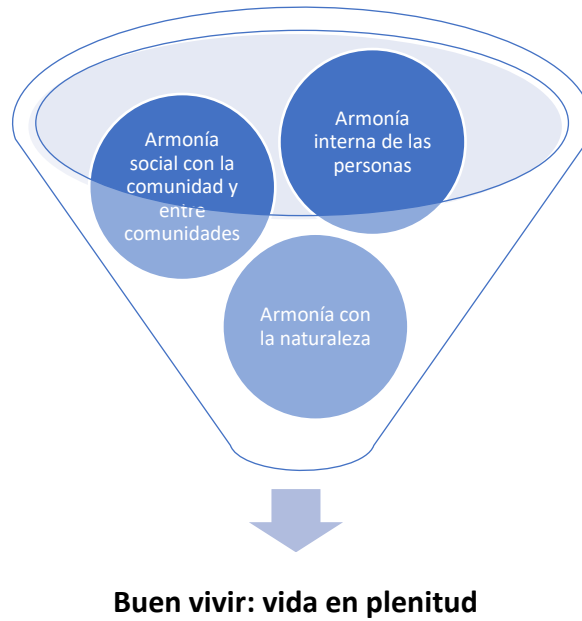 Armonía
interna de las
personas
Armonía
social con la
comunidad y
entre
comunidades
Armonía con
la naturaleza
Buen vivir: vida en plenitud